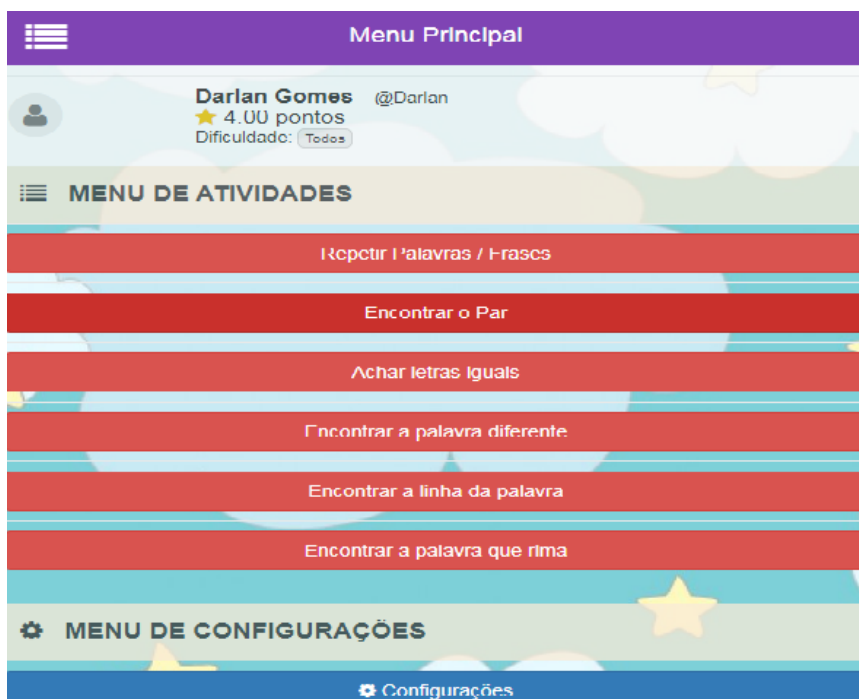 Menu Principal
Darlan Gomes @Darlan
4.00 pontos
Dificuldade: Todos
MENU DE ATIVIDADES
Repetir Palavras / Frases
Encontrar o Par
Achar letras iguais
Encontrar a palavra diferente
Encontrar a linha da palavra
Encontrar a palavra que rima
MENU DE CONFIGURAÇÕES
Configurações